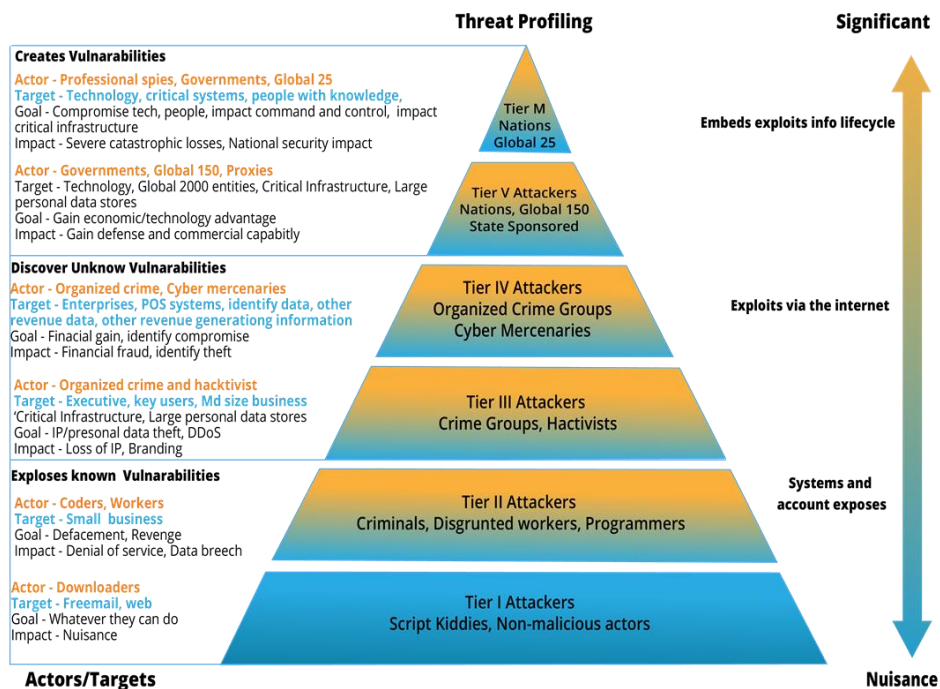 Threat Profiling
Significant
Creates Vulnarabilities
Actor - Professional spies, Governments, Global 25
Target - Technology, critical systems, people with knowledge,
Goal - Compromise tech, people, impact command and control, impact
critical infrastructure
Impact - Severe catastrophic losses, National security impact
Tier M
Nations
Global 25
Embeds exploits info lifecycle
Actor - Governments, Global 150, Proxies
Target - Technology, Global 2000 entities, Critical Infrastructure, Large
personal data stores
Goal - Gain economic/technology advantage
Impact - Gain defense and commercial capabitly
Tier V Attackers
Nations, Global 150
State Sponsored
Discover Unknow Vulnarabilities
Actor - Organized crime, Cyber mercenaries
Target - Enterprises, POS systems, identify data, other
revenue data, other revenue generationg information
Goal - Finacial gain, identify compromise
Impact - Financial fraud, identify theft
Tier IV Attackers
Organized Crime Groups
Cyber Mercenaries
Exploits via the internet
Actor - Organized crime and hacktivist
Target - Executive, key users, Md size business
‘Critical Infrastructure, Large personal data stores
Goal - IP/presonal data theft, DDoS
Impact - Loss of IP, Branding
Tier III Attackers
Crime Groups, Hactivists
Exploses known Vulnarabilities
Actor - Coders, Workers
Target - Small business
Goal - Defacement, Revenge
Impact - Denial of service, Data breech
Tier II Attackers
Criminals, Disgrunted workers, Programmers
Systems and
account exposes
Actor - Downloaders
Target - Freemail, web
Goal - Whatever they can do
Impact - Nuisance
Tier I Attackers
Script Kiddies, Non-malicious actors
Actors/Targets
Nuisance